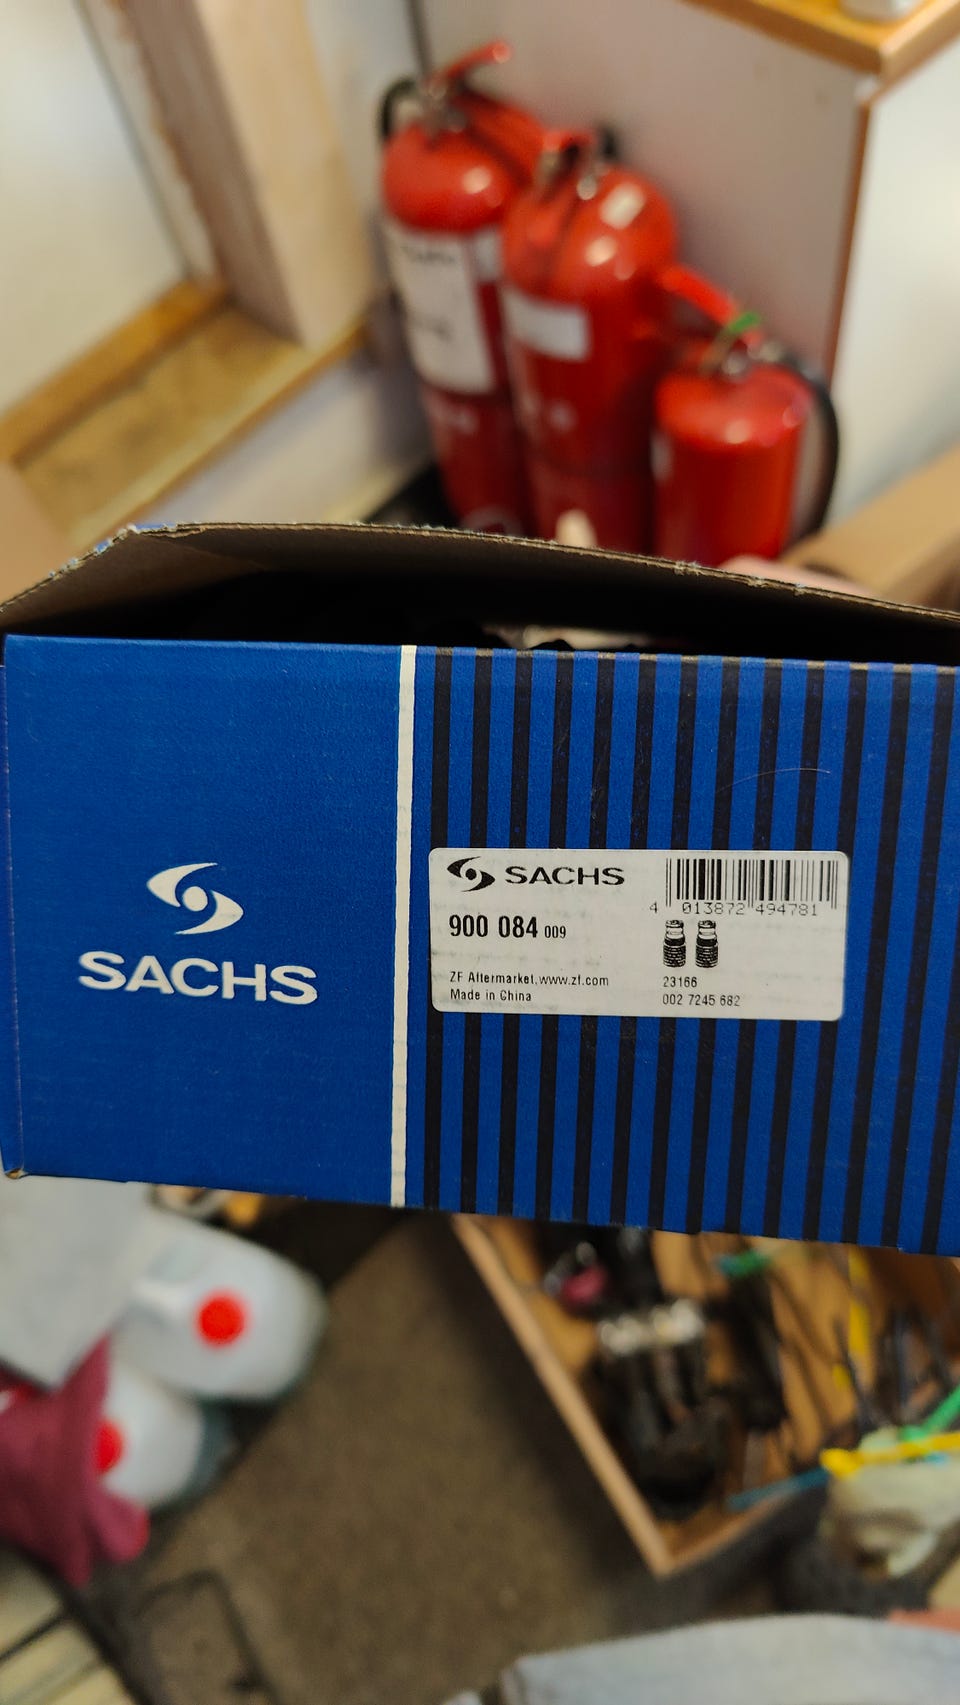 SACHS
SACHS
4 013872 494781
900 084 009
ZF Aftermarket, www.zf.com
Made in China
23166
002 7245 682